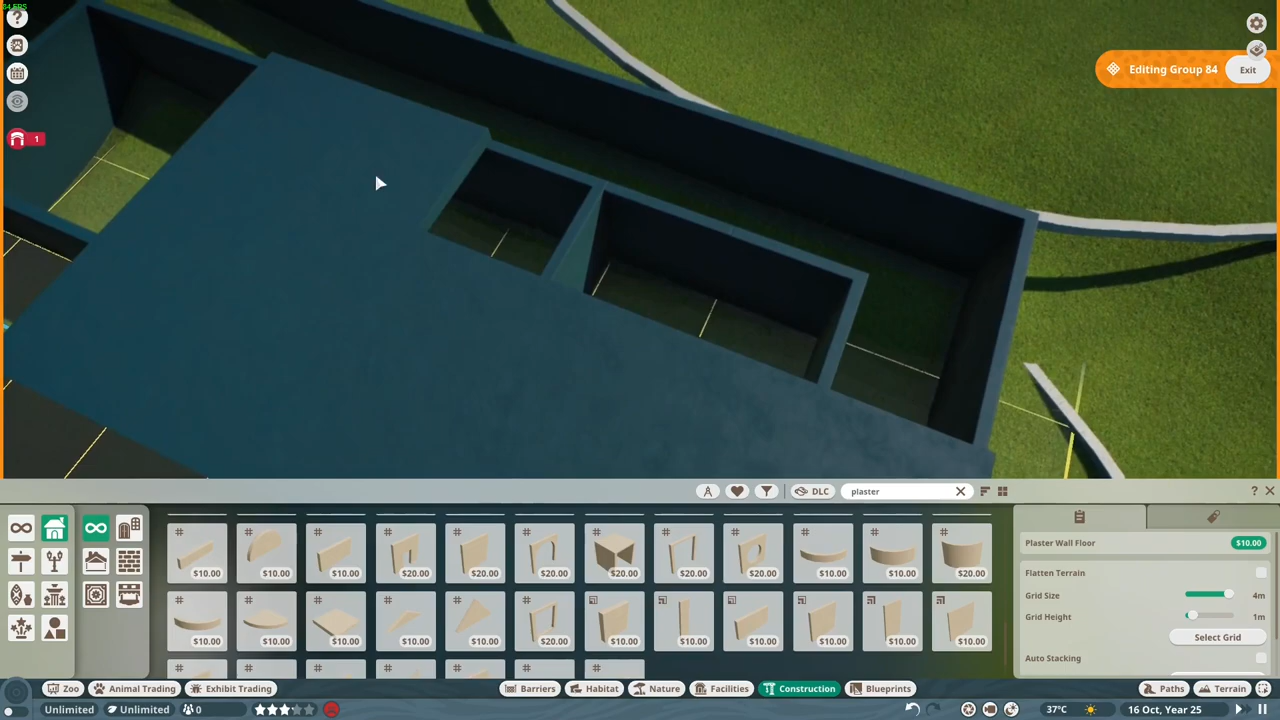 84 FPS
Editing Group 84
Exit
1
DLC
plaster
$10.00
$10.00
$10.00
$20.00
$20.00
$20.00
$20.00
$20.00
$20.00
$10.00
$10.00
$20.00
$10.00
$10.00
$10.00
$10.00
$10.00
$20.00
$10.00
$10.00
$10.00
$10.00
$10.00
$10.00
Plaster Wall Floor
$10.00
Flatten Terrain
Grid Size
4m
Grid Height
1m
Select Grid
Auto Stacking
Zoo
Animal Trading
Exhibit Trading
Barriers
Habitat
Nature
Facilities
Construction
Blueprints
Paths
Terrain
Unlimited
Unlimited
0
37°C
16 Oct, Year 25